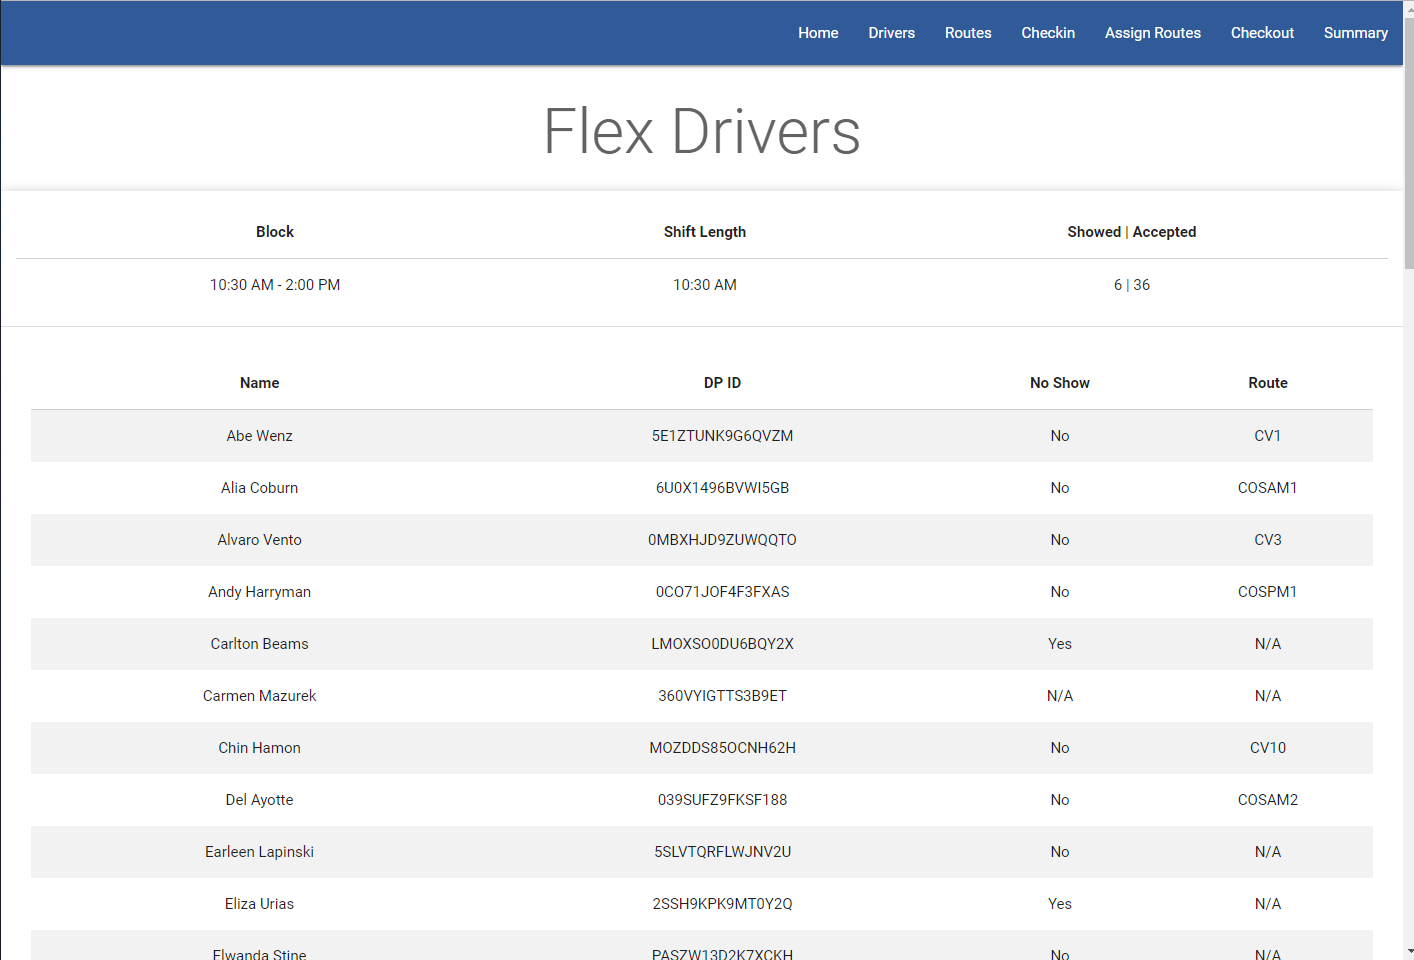 Home Drivers Routes Checkin Assign Routes Checkout Summary
Flex Drivers
Block Shift Length Showed | Accepted
10:30 AM - 2:00 PM 10:30 AM 6 | 36
Name DP ID No Show Route
Abe Wenz 5E1ZTUNK9G6QVZM No CV1
Alia Coburn 6U0X1496BVWI5GB No COSAM1
Alvaro Vento 0MBXHJD9ZUWQQTO No CV3
Andy Harryman 0CO71JOF4F3FXAS No COSPM1
Carlton Beams LMOXSO0DU6BQY2X Yes N/A
Carmen Mazurek 360VYIGTTS3B9ET N/A N/A
Chin Hamon MOZDDS85OCNH62H No CV10
Del Ayotte 039SUFZ9FKSF188 No COSAM2
Earleen Lapinski 5SLVTQRFLWJNV2U No N/A
Eliza Urias 2SSH9KPK9MT0Y2Q Yes N/A
Elwanda Stine PASZW13D2K7XCKH No N/A